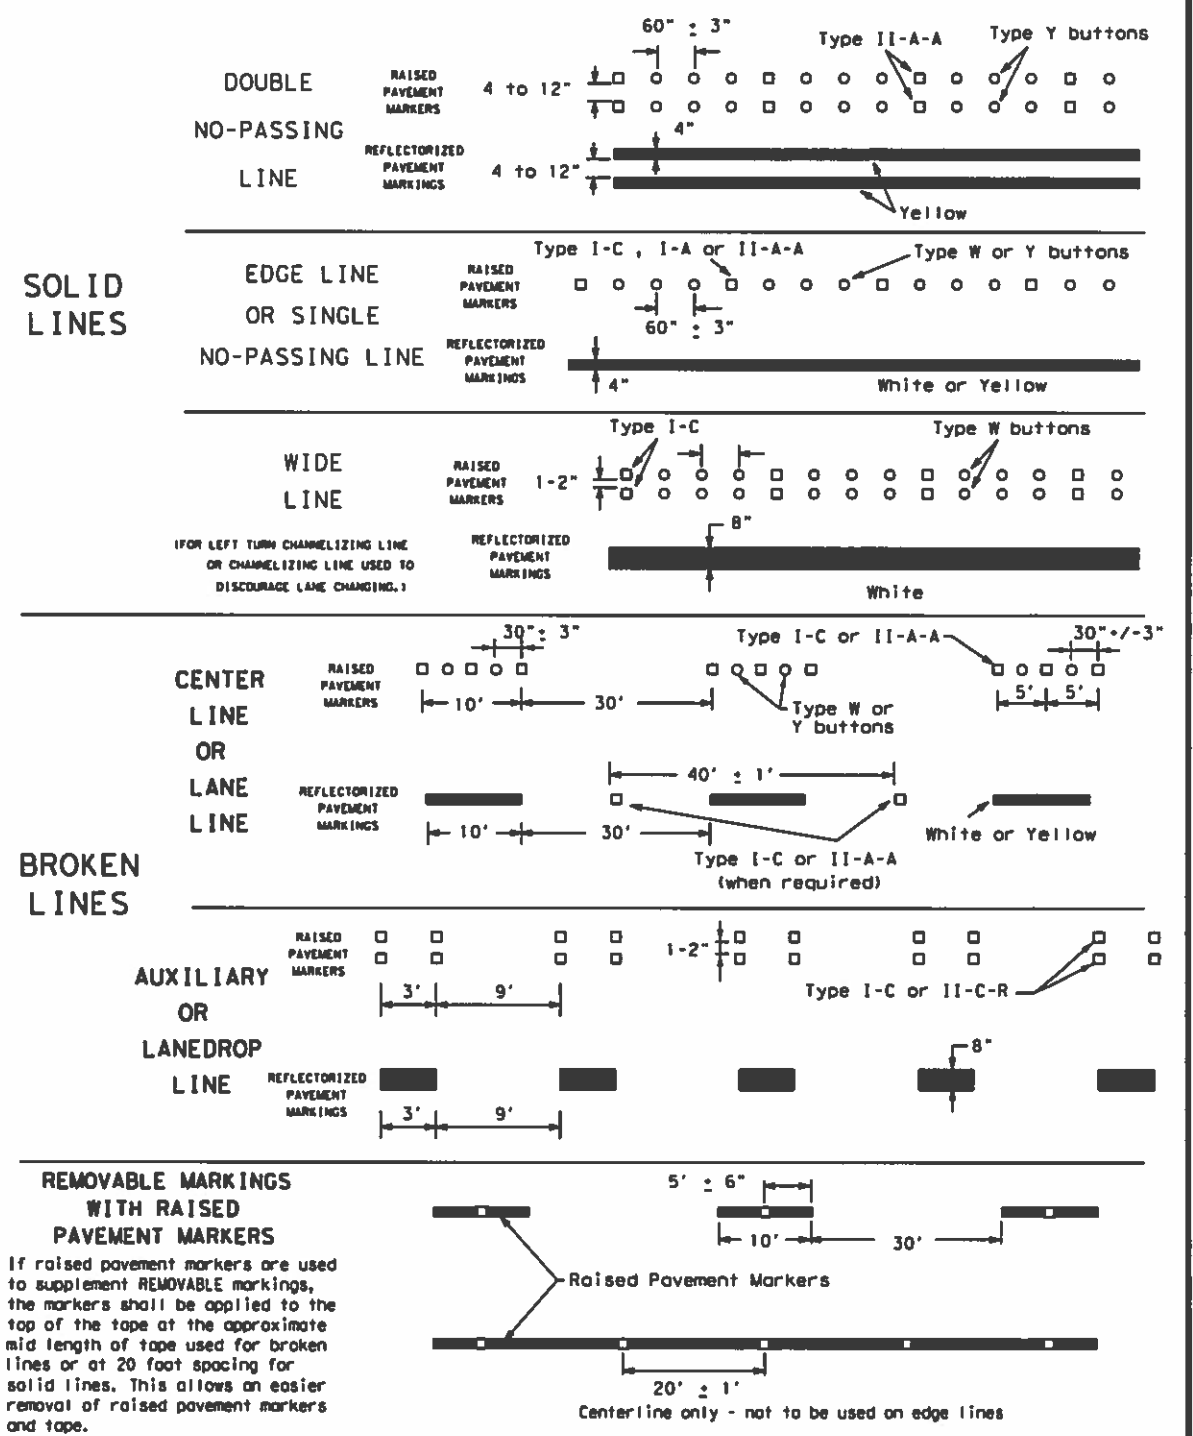 60" ± 3"
Type II-A-A
Type Y buttons
DOUBLE
NO-PASSING
LINE
RAISED
PAVEMENT
MARKERS
4 to 12"
4"
REFLECTORIZED
PAVEMENT
MARKINGS
4 to 12"
Yellow
SOLID
LINES
EDGE LINE
OR SINGLE
NO-PASSING LINE
RAISED
PAVEMENT
MARKERS
Type I-C , I-A or II-A-A
Type W or Y buttons
60" ± 3"
REFLECTORIZED
PAVEMENT
MARKINGS
4"
White or Yellow
WIDE
LINE
(FOR LEFT TURN CHANNELIZING LINE
OR CHANNELIZING LINE USED TO
DISCOURAGE LANE CHANGING.)
RAISED
PAVEMENT
MARKERS
Type I-C
Type W buttons
1-2"
REFLECTORIZED
PAVEMENT
MARKINGS
8"
White
BROKEN
LINES
CENTER
LINE
OR
LANE
LINE
RAISED
PAVEMENT
MARKERS
30"± 3"
Type I-C or II-A-A
30"+/-3"
10'
30'
Type W or
Y buttons
5'
5'
REFLECTORIZED
PAVEMENT
MARKINGS
40' ± 1'
10'
30'
Type I-C or II-A-A
(when required)
White or Yellow
AUXILIARY
OR
LANEDROP
LINE
RAISED
PAVEMENT
MARKERS
1-2"
3'
9'
Type I-C or II-C-R
REFLECTORIZED
PAVEMENT
MARKINGS
8"
3'
9'
REMOVABLE MARKINGS
WITH RAISED
PAVEMENT MARKERS
If raised pavement markers are used
to supplement REMOVABLE markings,
the markers shall be applied to the
top of the tape at the approximate
mid length of tape used for broken
lines or at 20 foot spacing for
solid lines. This allows an easier
removal of raised pavement markers
and tape.
5' ± 6"
10'
30'
Raised Pavement Markers
20' ± 1'
Centerline only - not to be used on edge lines